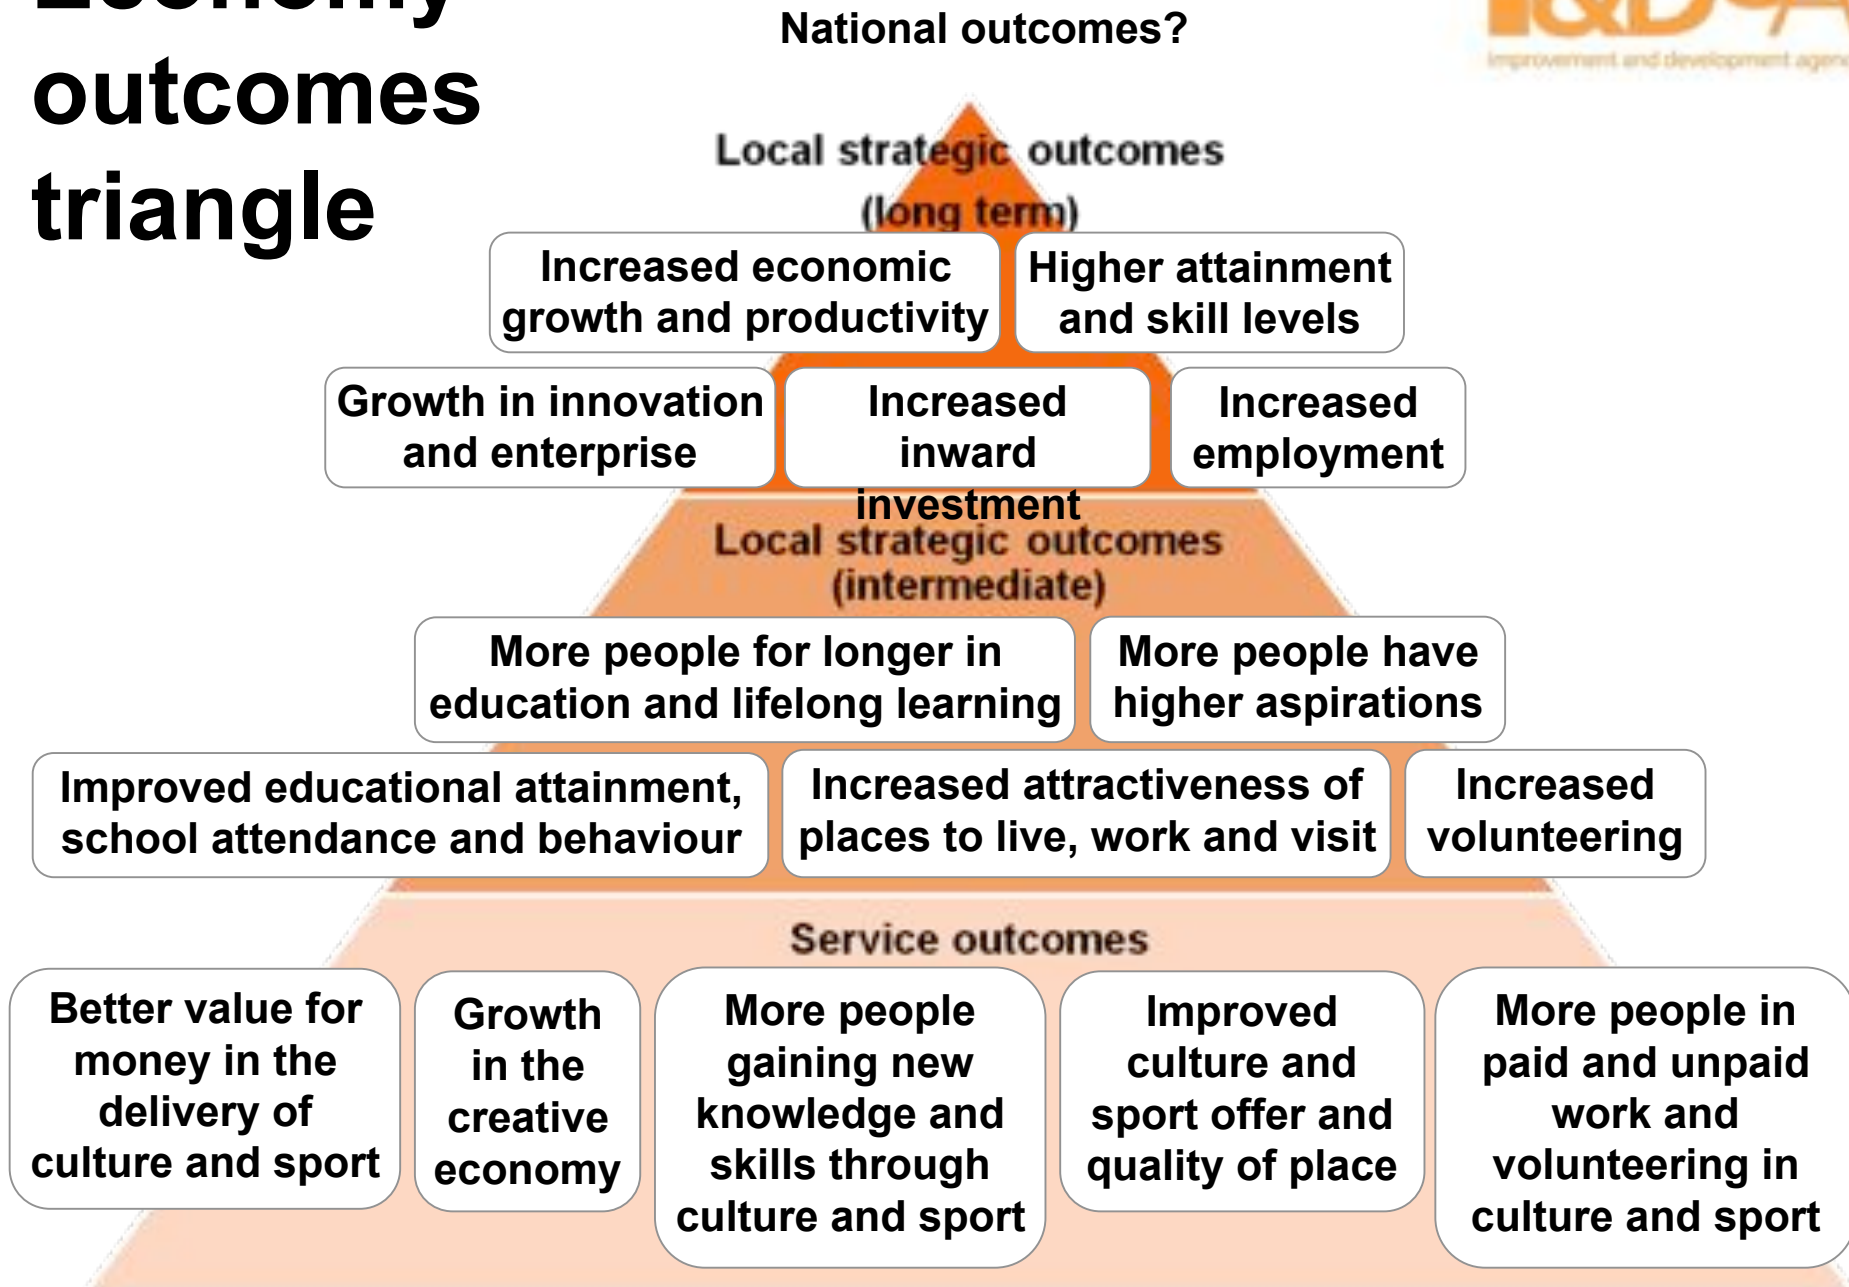 Economy
outcomes
triangle
National outcomes?
Improvement and development agen
Local strategic outcomes
(long term)
Increased economic
growth and productivity
Higher attainment
and skill levels
Growth in innovation
and enterprise
Increased
inward
investment
Increased
employment
Local strategic outcomes
(intermediate)
More people for longer in
education and lifelong learning
More people have
higher aspirations
Improved educational attainment,
school attendance and behaviour
Increased attractiveness of
places to live, work and visit
Increased
volunteering
Service outcomes
Better value for
money in the
delivery of
culture and sport
Growth
in the
creative
economy
More people
gaining new
knowledge and
skills through
culture and sport
Improved
culture and
sport offer and
quality of place
More people in
paid and unpaid
work and
volunteering in
culture and sport